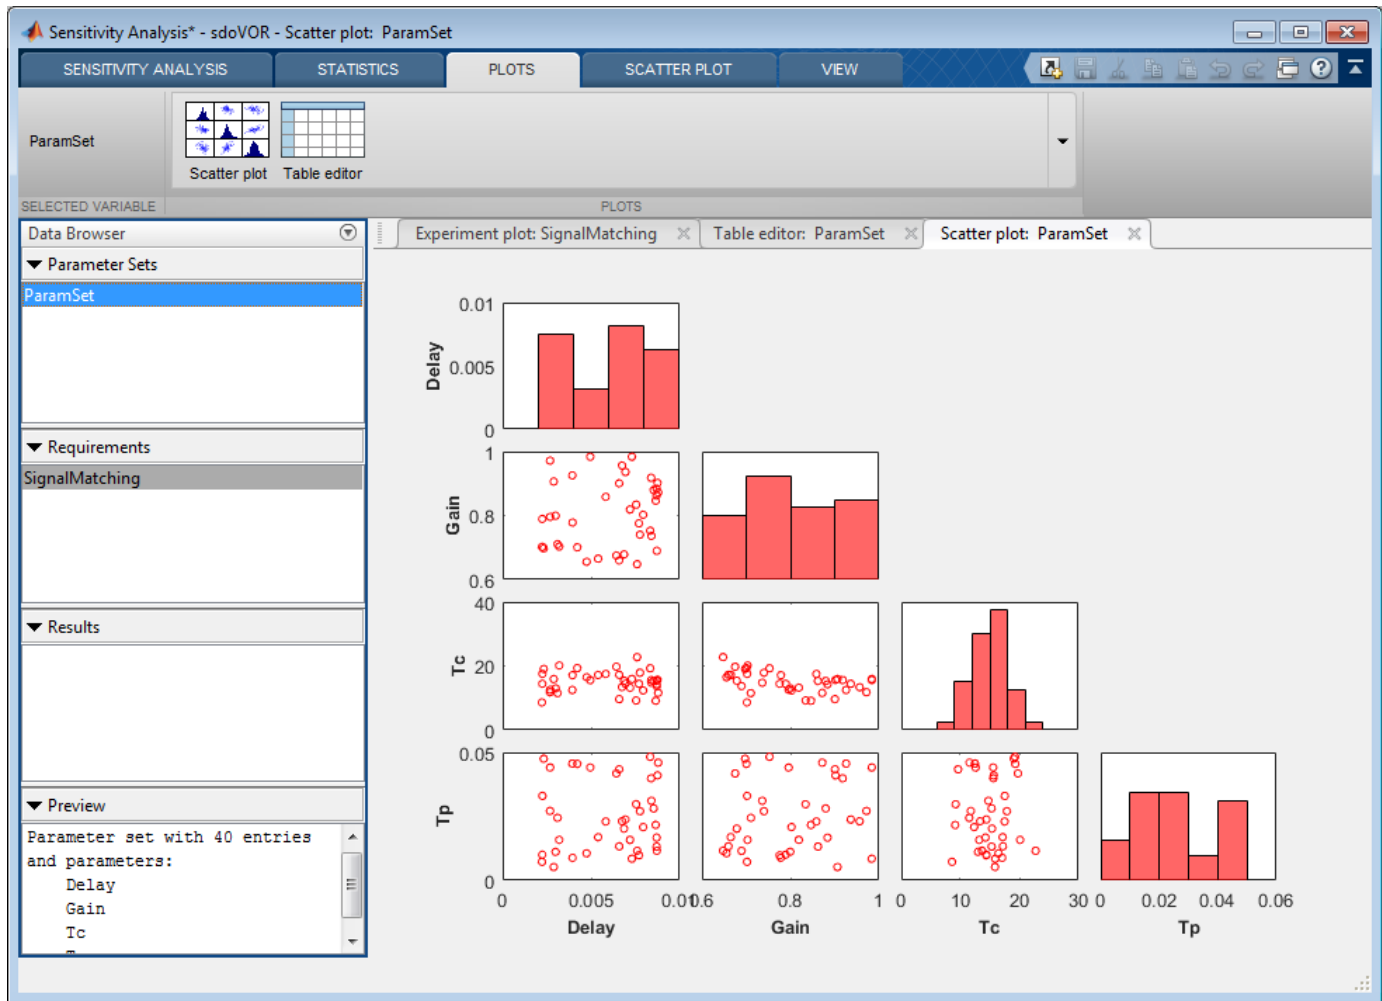 Sensitivity Analysis* - sdoVOR - Scatter plot: ParamSet
SENSITIVITY ANALYSIS STATISTICS PLOTS SCATTER PLOT VIEW
ParamSet
Scatter plot Table editor
SELECTED VARIABLE PLOTS
Data Browser
Experiment plot: SignalMatching Table editor: ParamSet Scatter plot: ParamSet
Parameter Sets
ParamSet
Requirements
SignalMatching
Results
Preview
Parameter set with 40 entries
and parameters:
Delay
Gain
Tc
0.01
0.005
0
Delay
1
0.8
0.6
Gain
40
20
0
Tc
0.05
0
Tp
0 0.005 0.01
Delay
0.6 0.8 1
Gain
0 10 20 30
Tc
0 0.02 0.04 0.06
Tp